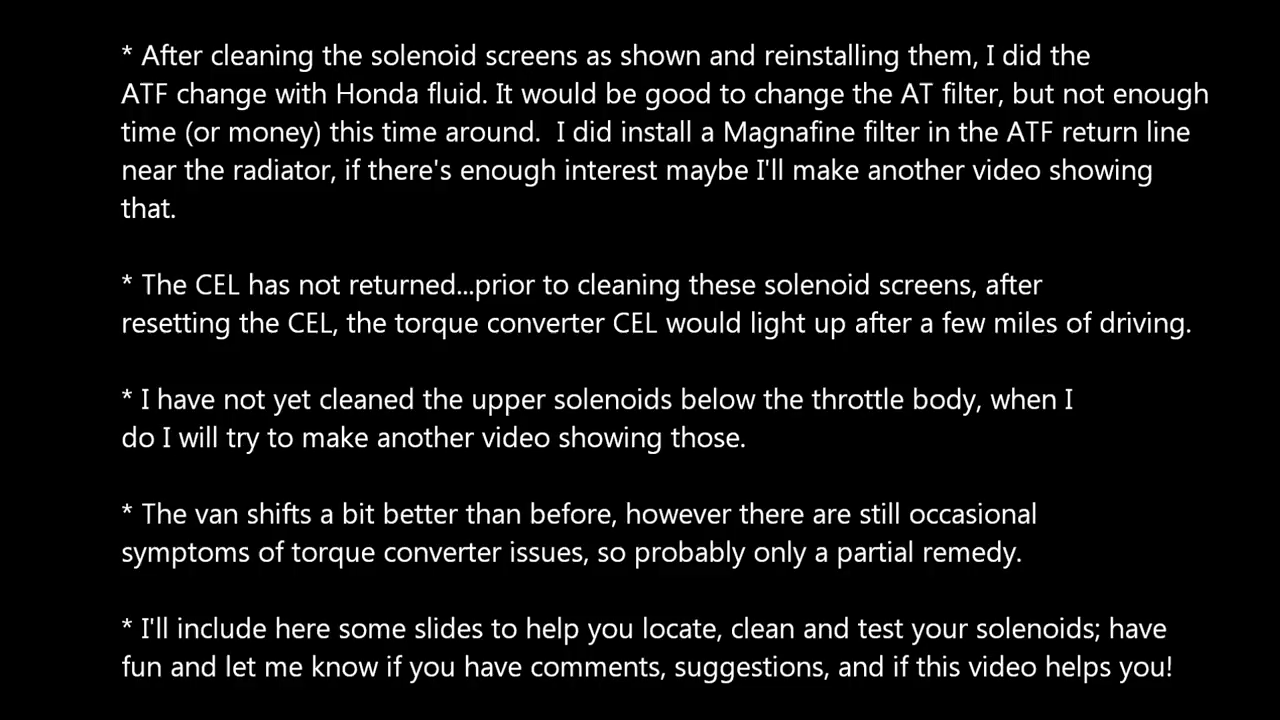 * After cleaning the solenoid screens as shown and reinstalling them, I did the
ATF change with Honda fluid. It would be good to change the AT filter, but not enough
time (or money) this time around.  I did install a Magnafine filter in the ATF return line
near the radiator, if there's enough interest maybe I'll make another video showing
that.
* The CEL has not returned...prior to cleaning these solenoid screens, after
resetting the CEL, the torque converter CEL would light up after a few miles of driving.
* I have not yet cleaned the upper solenoids below the throttle body, when I
do I will try to make another video showing those.
* The van shifts a bit better than before, however there are still occasional
symptoms of torque converter issues, so probably only a partial remedy.
* I'll include here some slides to help you locate, clean and test your solenoids; have
fun and let me know if you have comments, suggestions, and if this video helps you!